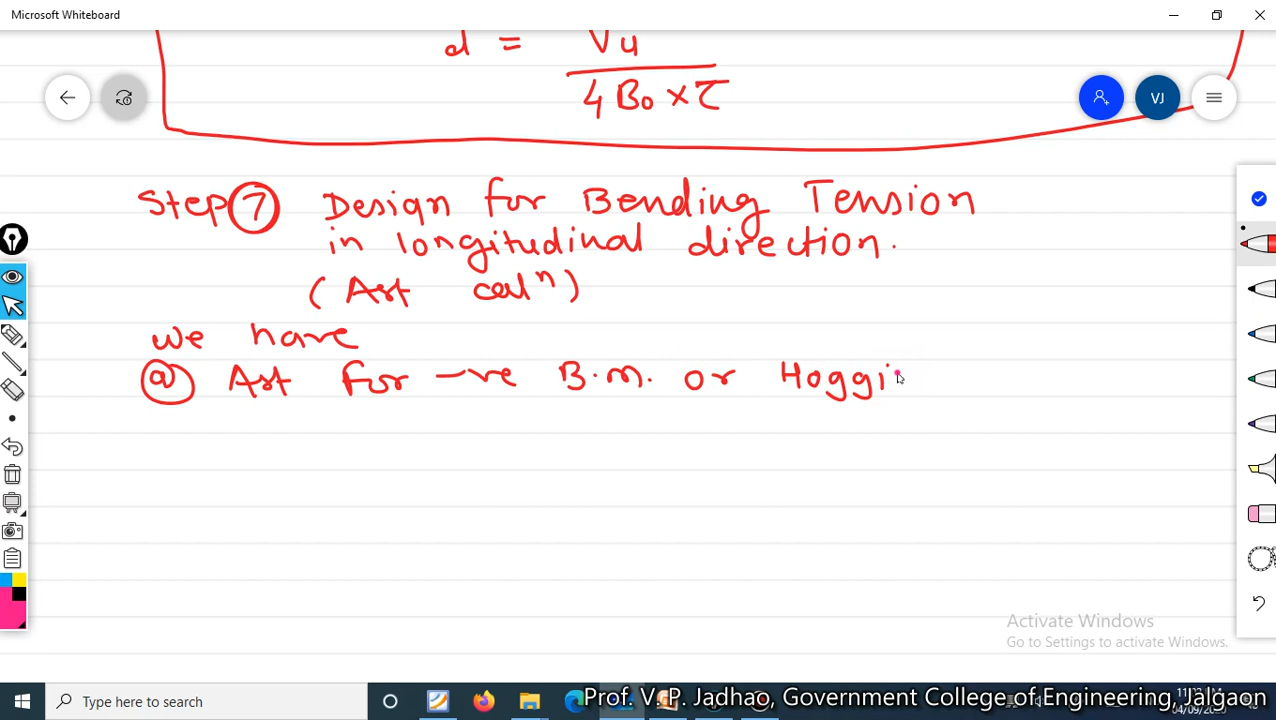 Microsoft Whiteboard
d = Vu
4 Bo × τ
VJ
Step 7 Design for Bending Tension
in longitudinal direction.
(Ast calⁿ)
we have
a Ast for -ve B.M. or Hoggi
Activate Windows
Go to Settings to activate Windows.
Type here to search
Prof. V. P. Jadhao, Government College of Engineering, Jalgaon